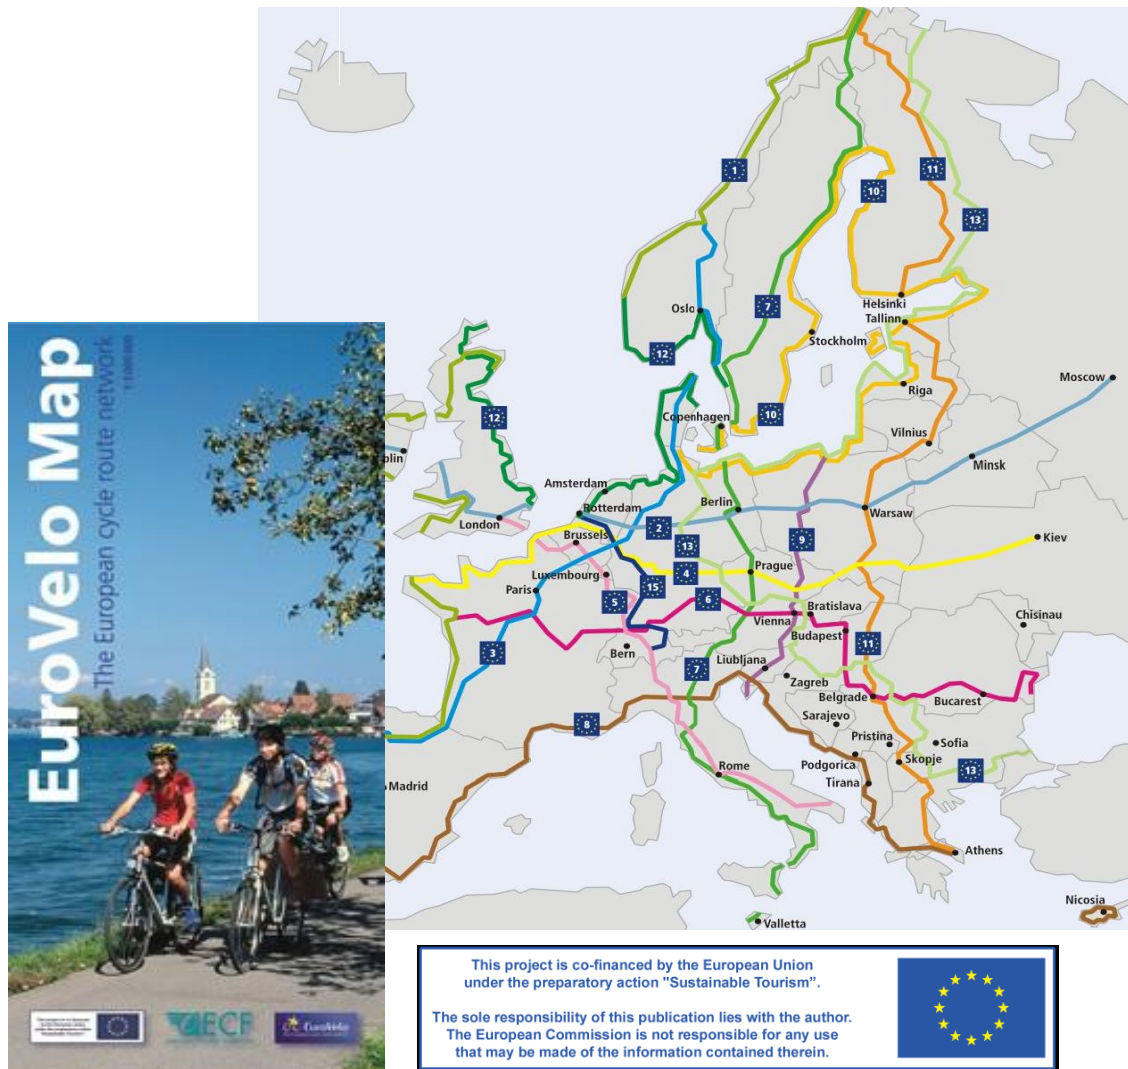 EuroVelo Map
The European cycle route network
1
11
10
13
Oslo
7
Helsinki
Tallinn
Stockholm
12
Moscow
Riga
12
Copenhagen
10
Vilnius
Minsk
Amsterdam
Rotterdam
Berlin
Warsaw
London
2
9
Kiev
Brussels
13
Prague
Luxembourg
4
15
Paris
5
6
Bratislava
Vienna
Chisinau
Budapest
11
3
Bern
7
Liubljana
Zagreb
Belgrade
Bucarest
8
Sarajevo
Pristina
Sofia
Podgorica
Skopje
13
Rome
Tirana
Madrid
Athens
Nicosia
Valletta
ECF
EuroVelo
This project is co-financed by the European Union
under the preparatory action "Sustainable Tourism”.
The sole responsibility of this publication lies with the author.
The European Commission is not responsible for any use
that may be made of the information contained therein.